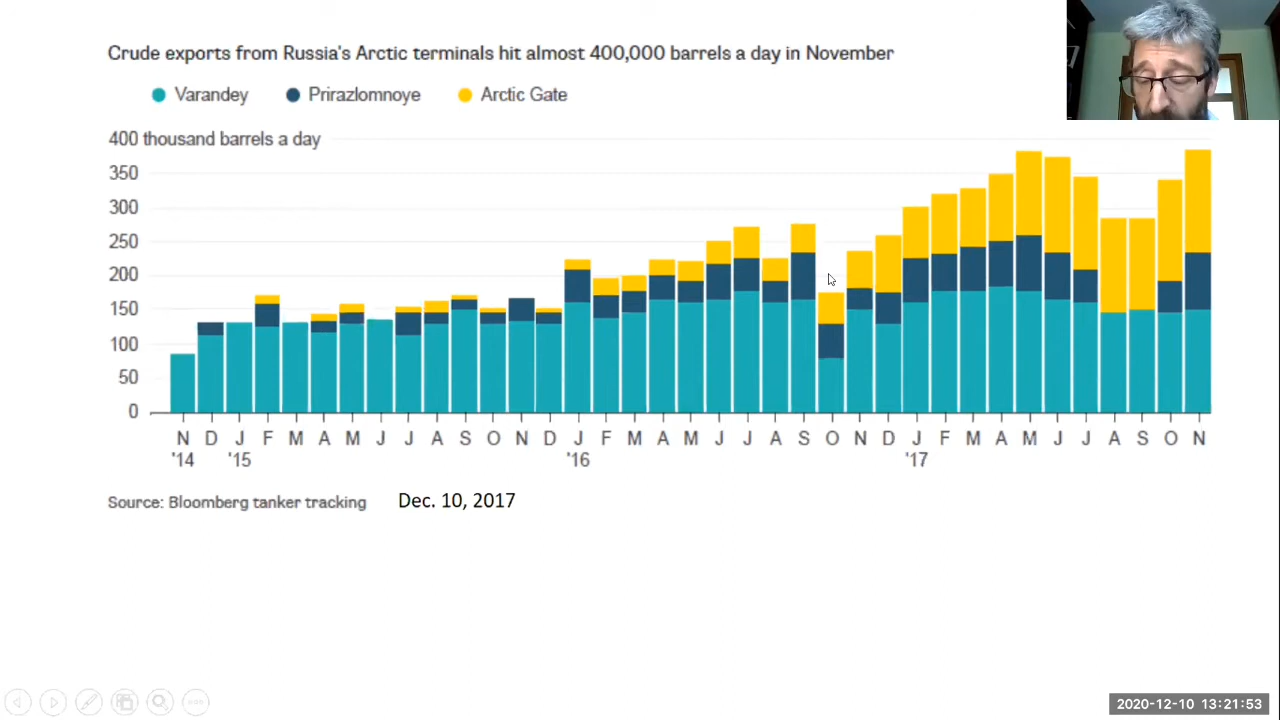 Crude exports from Russia's Arctic terminals hit almost 400,000 barrels a day in November
Varandey Prirazlomnoye Arctic Gate
400 thousand barrels a day
350
300
250
200
150
100
50
0
N D J F M A M J J A S O N D J F M A M J J A S O N D J F M A M J J A S O N
'14 '15 '16 '17
Source: Bloomberg tanker tracking Dec. 10, 2017
2020-12-10 13:21:53